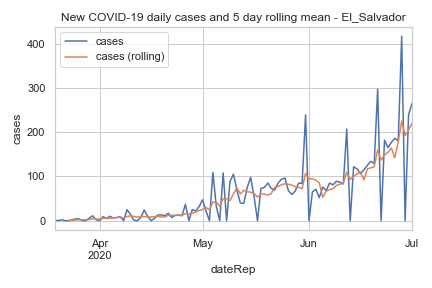 New COVID-19 daily cases and 5 day rolling mean - El_Salvador
cases
cases (rolling)
400
300
200
100
0
cases
Apr
2020
May
Jun
Jul
dateRep